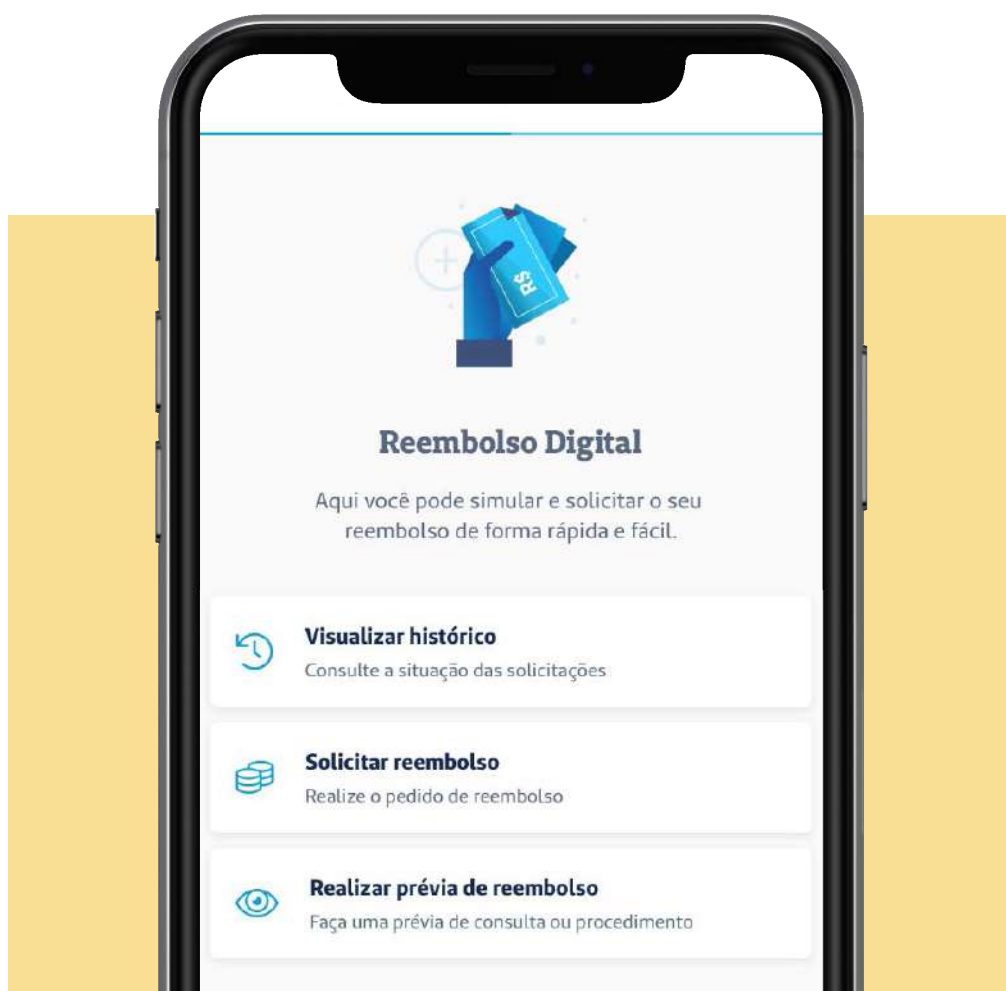 R$
Reembolso Digital
Aqui você pode simular e solicitar o seu
reembolso de forma rápida e fácil.
Visualizar histórico
Consulte a situação das solicitações
Solicitar reembolso
Realize o pedido de reembolso
Realizar prévia de reembolso
Faça uma prévia de consulta ou procedimento